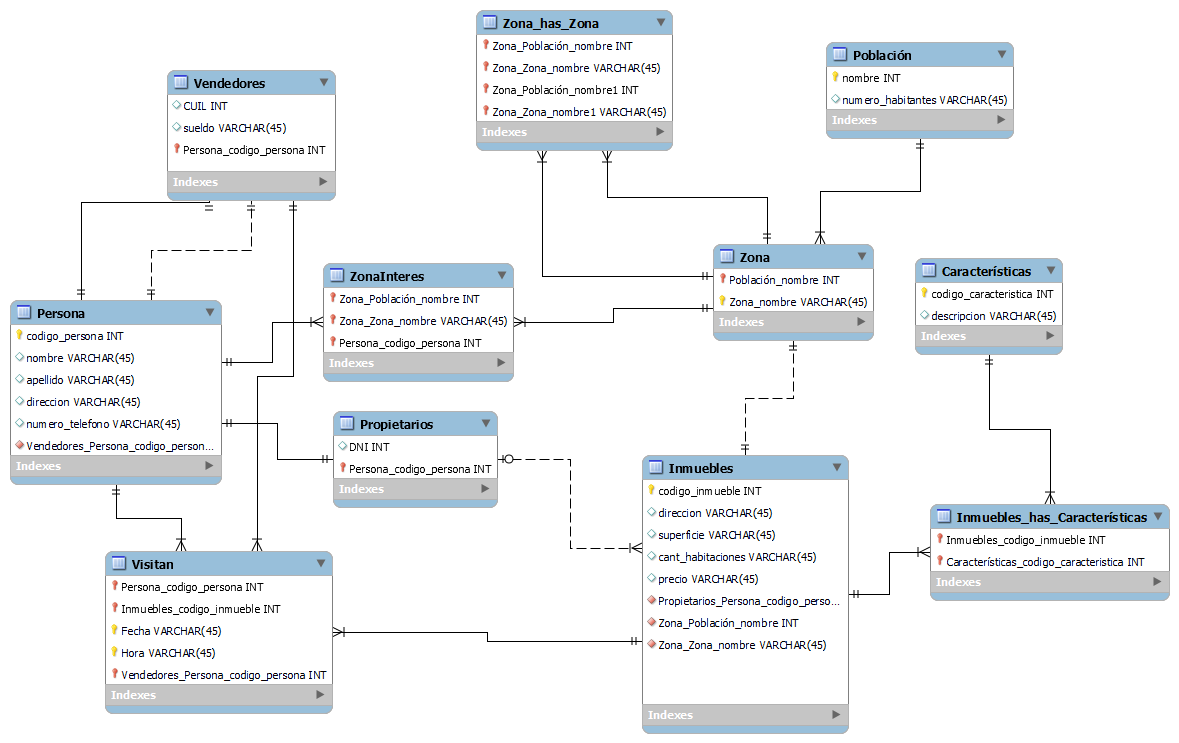 Zona_has_Zona
Zona_Población_nombre INT
Zona_Zona_nombre VARCHAR(45)
Zona_Población_nombre1 INT
Zona_Zona_nombre1 VARCHAR(45)
Indexes
Población
nombre INT
numero_habitantes VARCHAR(45)
Indexes
Vendedores
CUIL INT
sueldo VARCHAR(45)
Persona_codigo_persona INT
Indexes
ZonaInteres
Zona_Población_nombre INT
Zona_Zona_nombre VARCHAR(45)
Persona_codigo_persona INT
Indexes
Zona
Población_nombre INT
Zona_nombre VARCHAR(45)
Indexes
Características
codigo_caracteristica INT
descripcion VARCHAR(45)
Indexes
Persona
codigo_persona INT
nombre VARCHAR(45)
apellido VARCHAR(45)
direccion VARCHAR(45)
numero_telefono VARCHAR(45)
Vendedores_Persona_codigo_person...
Indexes
Propietarios
DNI INT
Persona_codigo_persona INT
Indexes
Inmuebles
codigo_inmueble INT
direccion VARCHAR(45)
superficie VARCHAR(45)
cant_habitaciones VARCHAR(45)
precio VARCHAR(45)
Propietarios_Persona_codigo_perso...
Zona_Población_nombre INT
Zona_Zona_nombre VARCHAR(45)
Indexes
Inmuebles_has_Características
Inmuebles_codigo_inmueble INT
Características_codigo_caracteristica INT
Indexes
Visitan
Persona_codigo_persona INT
Inmuebles_codigo_inmueble INT
Fecha VARCHAR(45)
Hora VARCHAR(45)
Vendedores_Persona_codigo_persona INT
Indexes